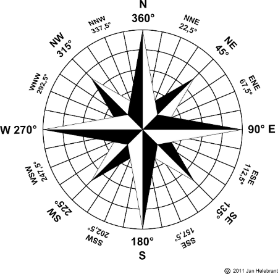 N
360°
NNW
337,5°
NNE
22,5°
NW
315°
NE
45°
WNW
292,5°
ENE
67,5°
W 270°
90° E
WSW
247,5°
ESE
112,5°
SW
225°
SE
135°
SSW
202,5°
SSE
157,5°
180°
S
© 2011 Jan Helebrant